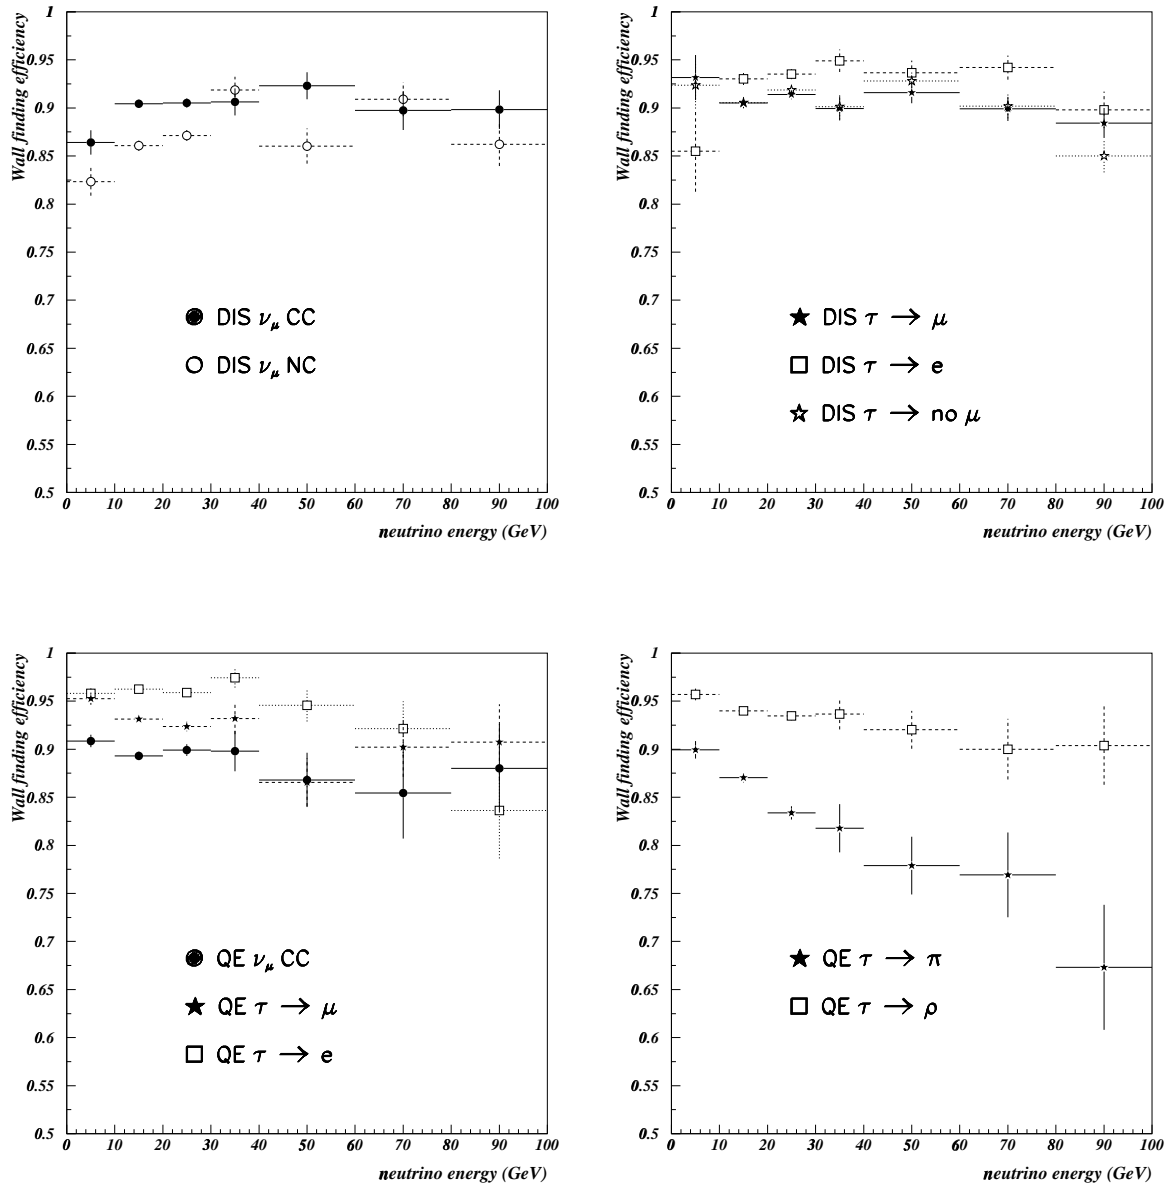 Wall finding efficiency
1
0.95
0.9
0.85
0.8
0.75
0.7
0.65
0.6
0.55
0.5
DIS νμ CC
DIS νμ NC
0 10 20 30 40 50 60 70 80 90 100
neutrino energy (GeV)
Wall finding efficiency
1
0.95
0.9
0.85
0.8
0.75
0.7
0.65
0.6
0.55
0.5
DIS τ → μ
DIS τ → e
DIS τ → no μ
0 10 20 30 40 50 60 70 80 90 100
neutrino energy (GeV)
Wall finding efficiency
1
0.95
0.9
0.85
0.8
0.75
0.7
0.65
0.6
0.55
0.5
QE νμ CC
QE τ → μ
QE τ → e
0 10 20 30 40 50 60 70 80 90 100
neutrino energy (GeV)
Wall finding efficiency
1
0.95
0.9
0.85
0.8
0.75
0.7
0.65
0.6
0.55
0.5
QE τ → π
QE τ → ρ
0 10 20 30 40 50 60 70 80 90 100
neutrino energy (GeV)